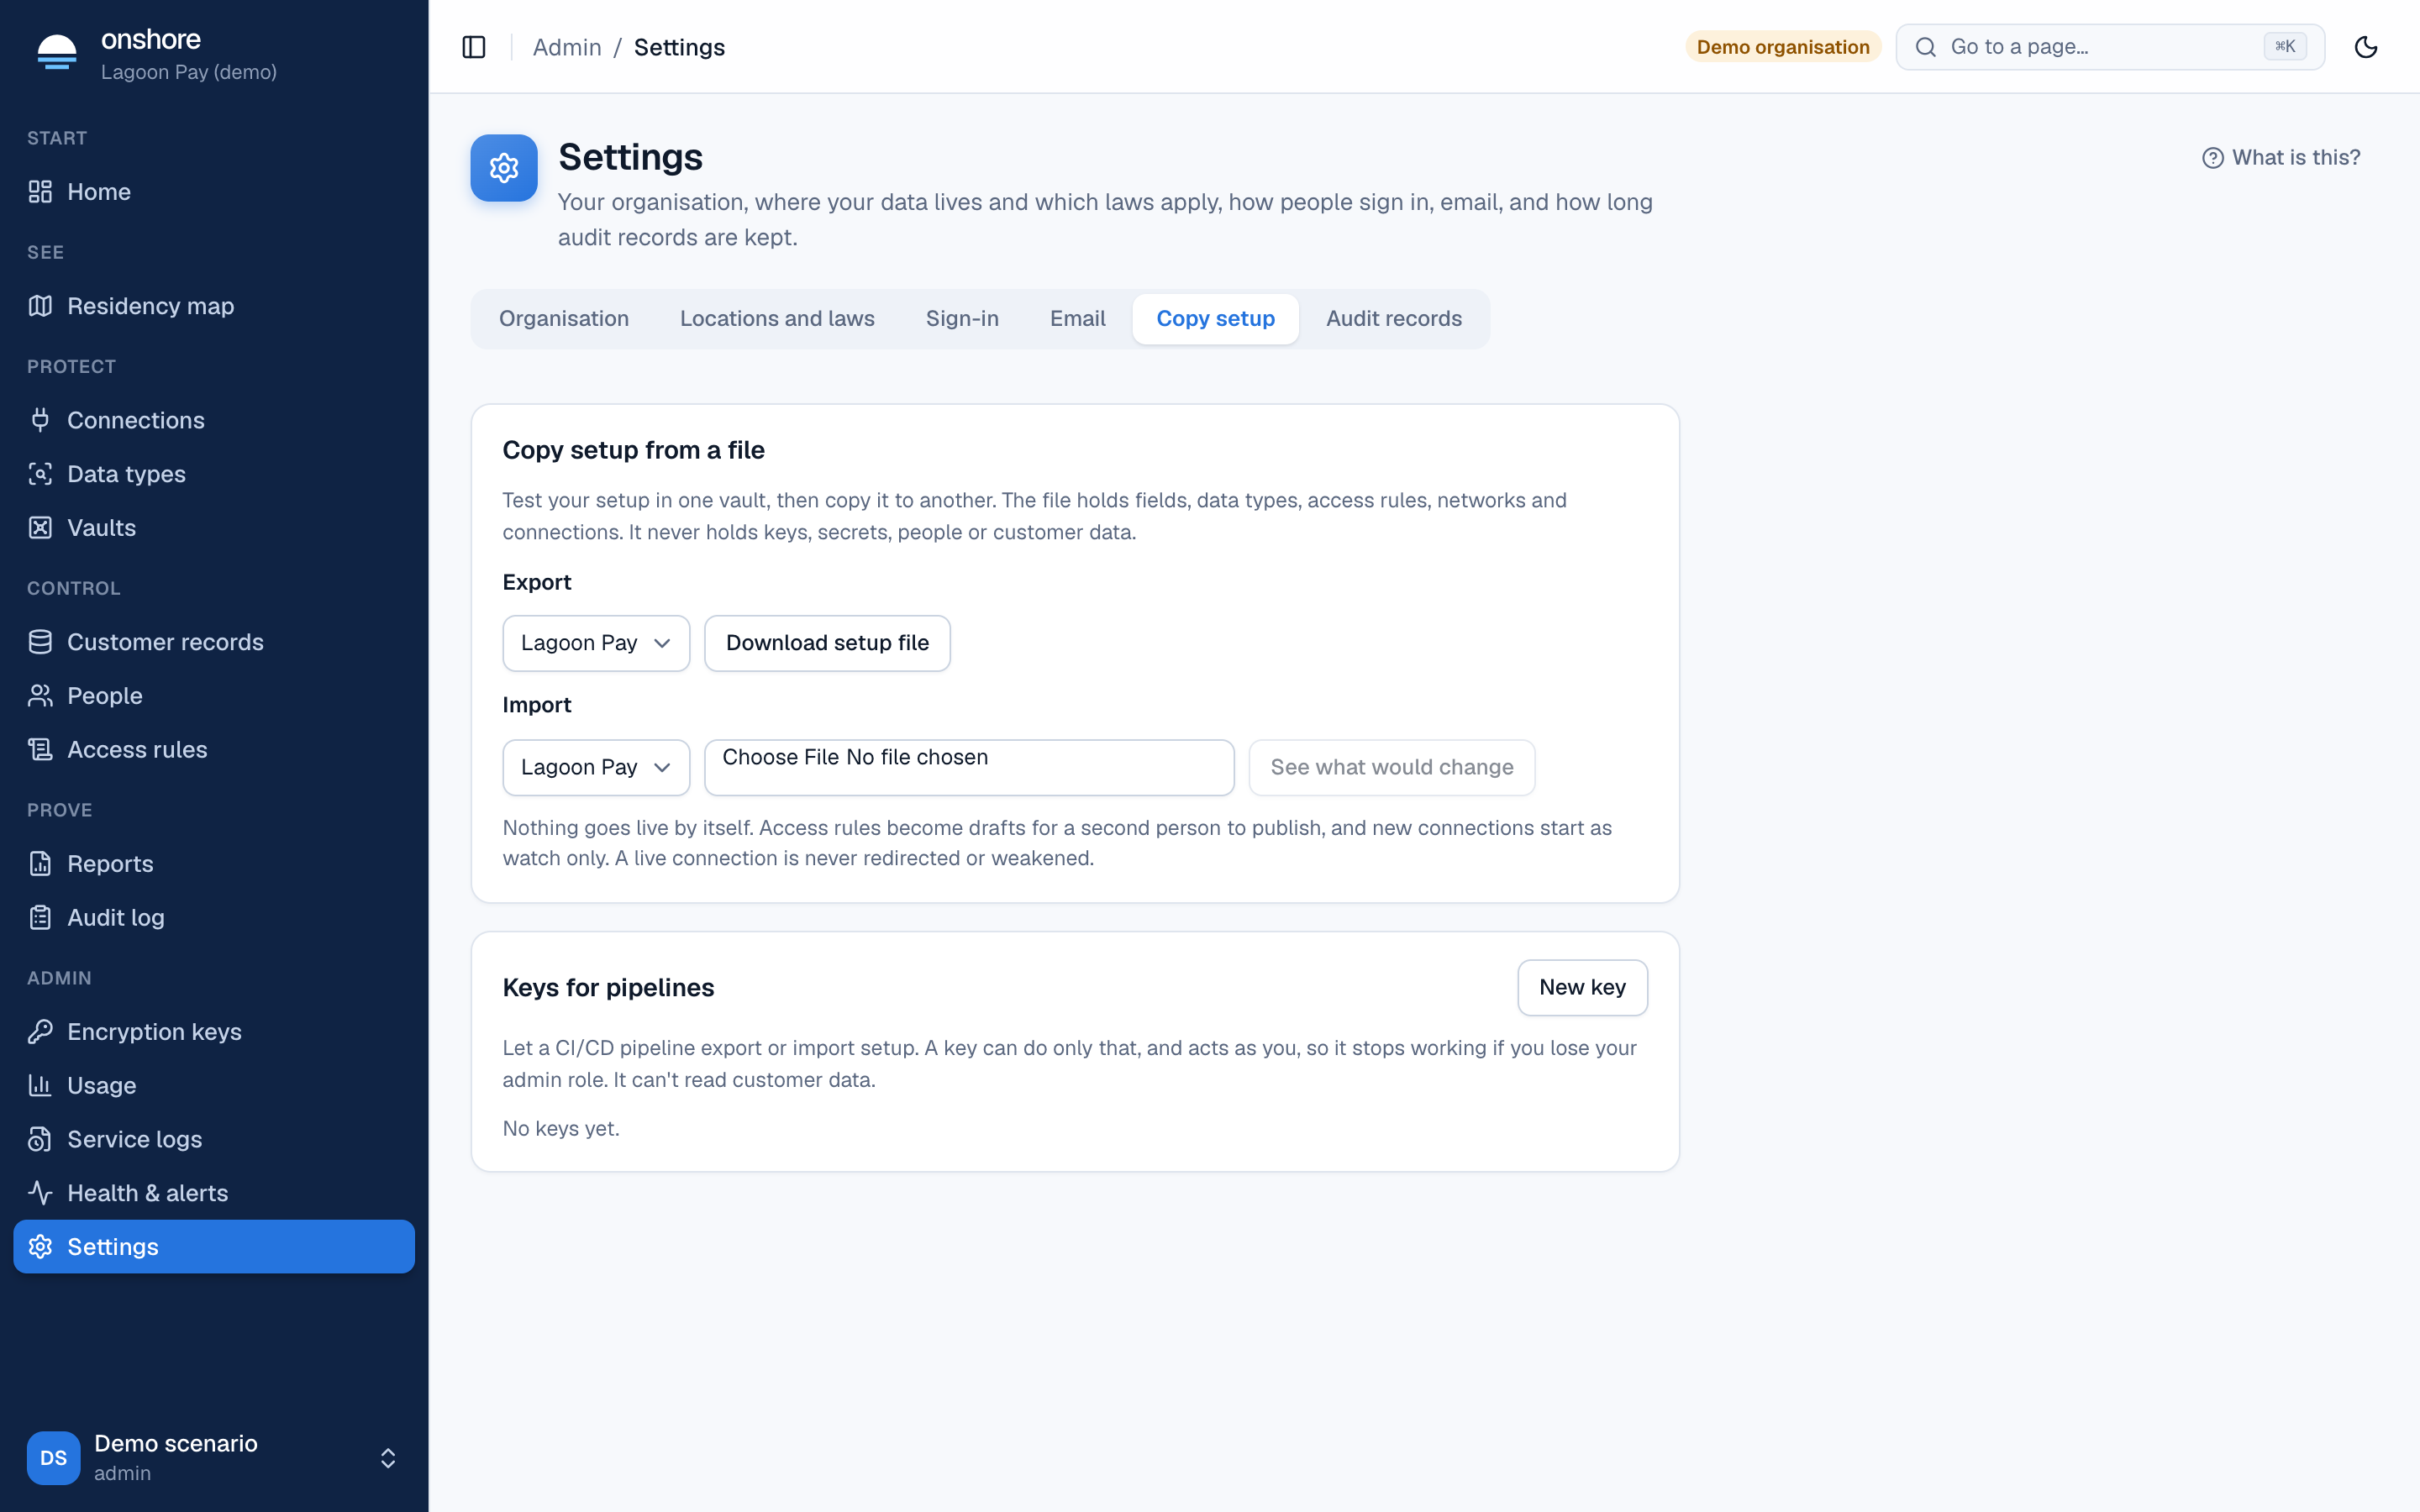 onshore
Lagoon Pay (demo)
START
Home
SEE
Residency map
PROTECT
Connections
Data types
Vaults
CONTROL
Customer records
People
Access rules
PROVE
Reports
Audit log
ADMIN
Encryption keys
Usage
Service logs
Health & alerts
Settings
DS
Demo scenario
admin
Admin / Settings
Demo organisation
Go to a page...
⌘K
Settings
What is this?
Your organisation, where your data lives and which laws apply, how people sign in, email, and how long
audit records are kept.
Organisation
Locations and laws
Sign-in
Email
Copy setup
Audit records
Copy setup from a file
Test your setup in one vault, then copy it to another. The file holds fields, data types, access rules, networks and
connections. It never holds keys, secrets, people or customer data.
Export
Lagoon Pay
Download setup file
Import
Lagoon Pay
Choose File No file chosen
See what would change
Nothing goes live by itself. Access rules become drafts for a second person to publish, and new connections start as
watch only. A live connection is never redirected or weakened.
Keys for pipelines
New key
Let a CI/CD pipeline export or import setup. A key can do only that, and acts as you, so it stops working if you lose your
admin role. It can't read customer data.
No keys yet.